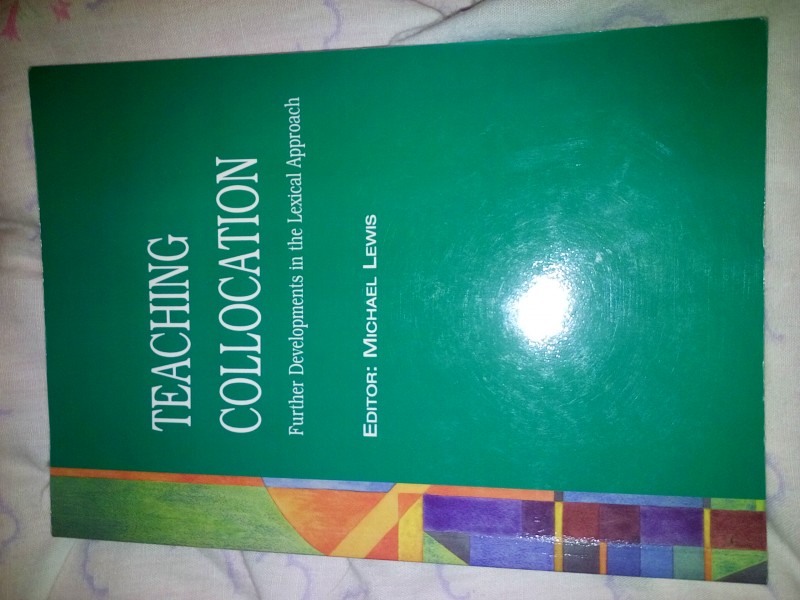 TEACHING
COLLOCATION
Further Developments in the Lexical Approach
EDITOR: MICHAEL LEWIS